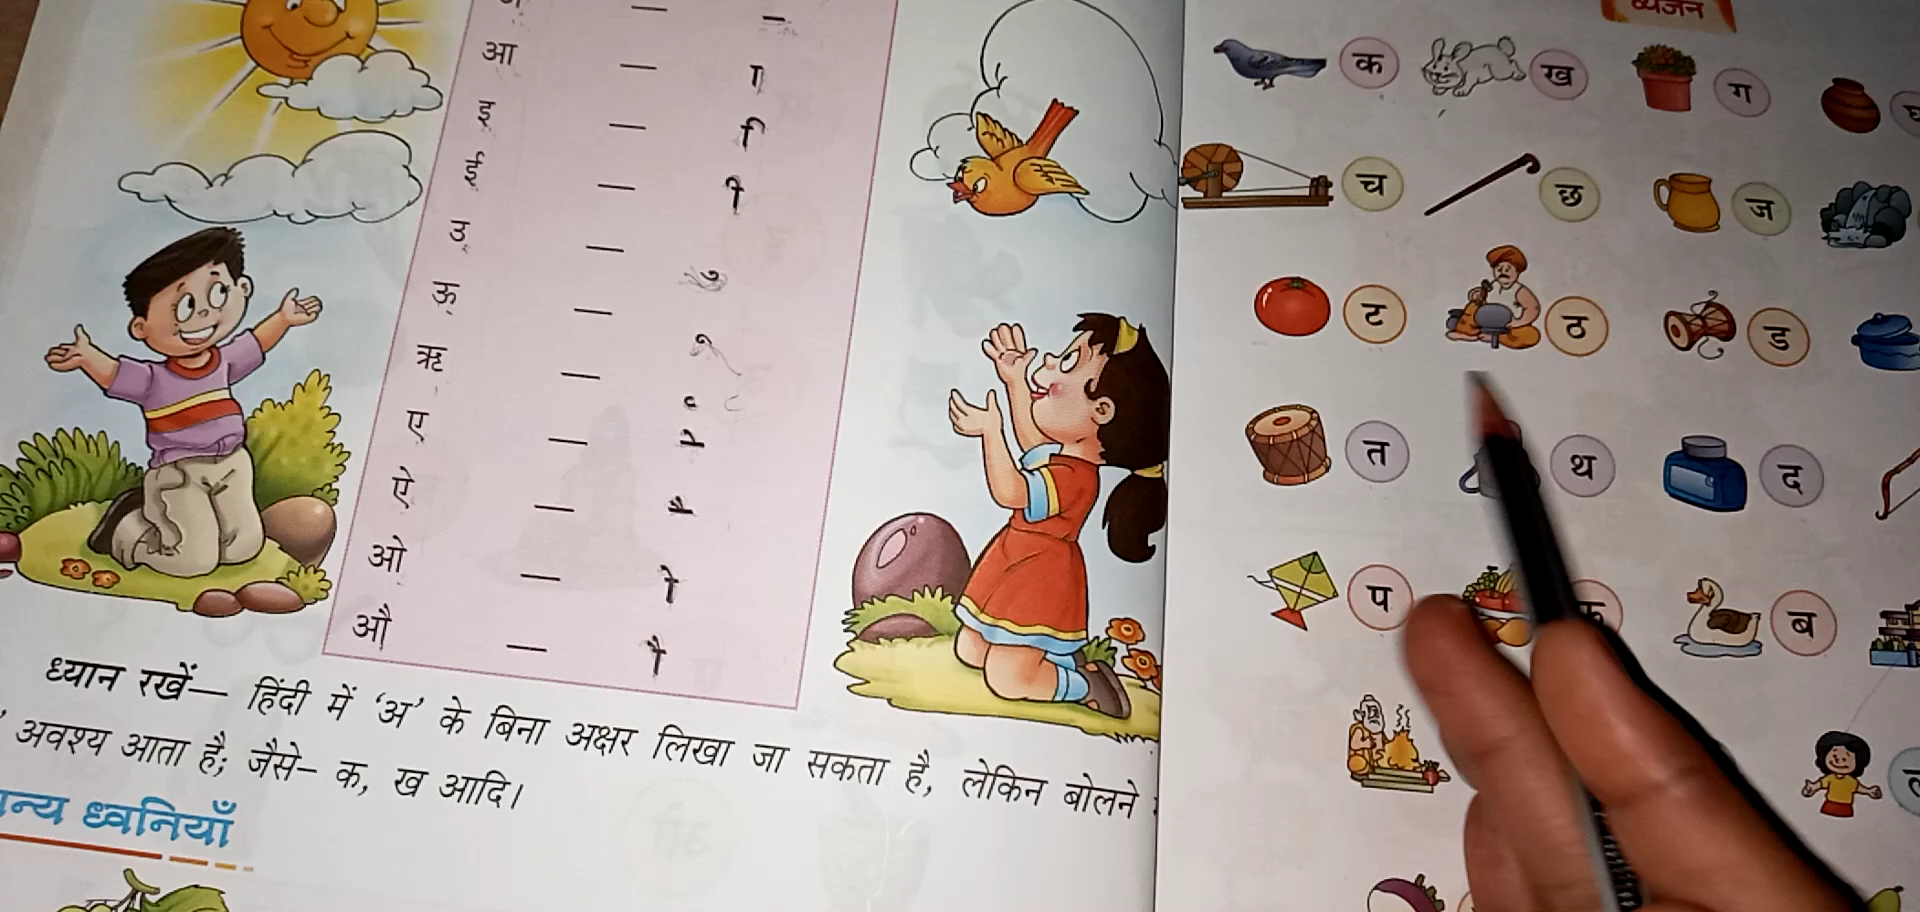 आ — ा
इ — ि
ई — ी
उ —
ऊ —
ऋ —
ए — े
ऐ — ै
ओ — ो
औ — ौ
ध्यान रखें— हिंदी में ‘अ’ के बिना अक्षर लिखा जा सकता है, लेकिन बोलने
’ अवश्य आता है; जैसे– क, ख आदि।
ध्वनियाँ
व्यंजन
क ख ग घ
च छ ज
ट ठ ड
त थ द
प फ ब